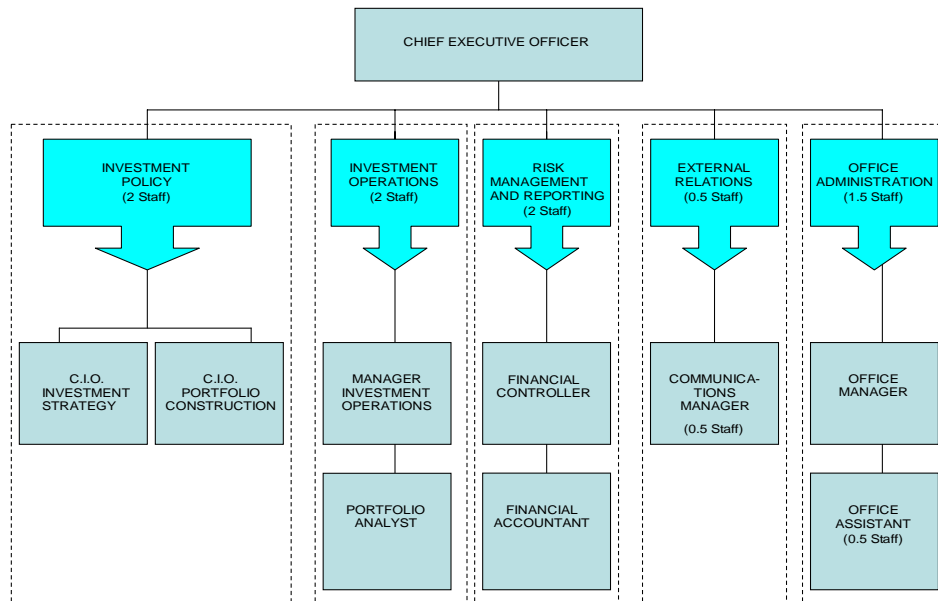 CHIEF EXECUTIVE OFFICER
INVESTMENT
POLICY
(2 Staff)
INVESTMENT
OPERATIONS
(2 Staff)
RISK
MANAGEMENT
AND REPORTING
(2 Staff)
EXTERNAL
RELATIONS
(0.5 Staff)
OFFICE
ADMINISTRATION
(1.5 Staff)
C.I.O.
INVESTMENT
STRATEGY
C.I.O.
PORTFOLIO
CONSTRUCTION
MANAGER
INVESTMENT
OPERATIONS
FINANCIAL
CONTROLLER
COMMUNICA-
TIONS
MANAGER
(0.5 Staff)
OFFICE
MANAGER
PORTFOLIO
ANALYST
FINANCIAL
ACCOUNTANT
OFFICE
ASSISTANT
(0.5 Staff)